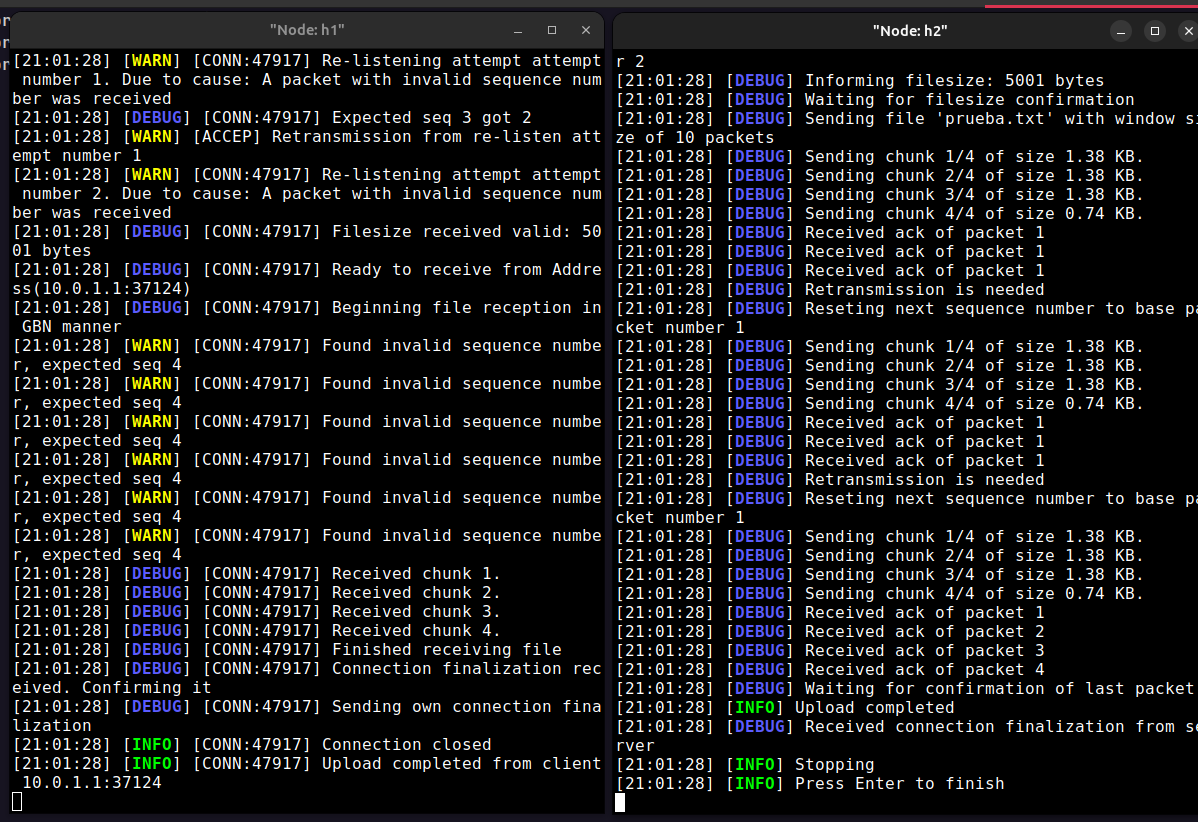 "Node: h1"
[21:01:28] [WARN] [CONN:47917] Re-listening attempt attempt
 number 1. Due to cause: A packet with invalid sequence num
ber was received
[21:01:28] [DEBUG] [CONN:47917] Expected seq 3 got 2
[21:01:28] [WARN] [ACCEP] Retransmission from re-listen att
empt number 1
[21:01:28] [WARN] [CONN:47917] Re-listening attempt attempt
 number 2. Due to cause: A packet with invalid sequence num
ber was received
[21:01:28] [DEBUG] [CONN:47917] Filesize received valid: 50
01 bytes
[21:01:28] [DEBUG] [CONN:47917] Ready to receive from Addre
ss(10.0.1.1:37124)
[21:01:28] [DEBUG] [CONN:47917] Beginning file reception in
 GBN manner
[21:01:28] [WARN] [CONN:47917] Found invalid sequence numbe
r, expected seq 4
[21:01:28] [WARN] [CONN:47917] Found invalid sequence numbe
r, expected seq 4
[21:01:28] [WARN] [CONN:47917] Found invalid sequence numbe
r, expected seq 4
[21:01:28] [WARN] [CONN:47917] Found invalid sequence numbe
r, expected seq 4
[21:01:28] [WARN] [CONN:47917] Found invalid sequence numbe
r, expected seq 4
[21:01:28] [WARN] [CONN:47917] Found invalid sequence numbe
r, expected seq 4
[21:01:28] [DEBUG] [CONN:47917] Received chunk 1.
[21:01:28] [DEBUG] [CONN:47917] Received chunk 2.
[21:01:28] [DEBUG] [CONN:47917] Received chunk 3.
[21:01:28] [DEBUG] [CONN:47917] Received chunk 4.
[21:01:28] [DEBUG] [CONN:47917] Finished receiving file
[21:01:28] [DEBUG] [CONN:47917] Connection finalization rec
eived. Confirming it
[21:01:28] [DEBUG] [CONN:47917] Sending own connection fina
lization
[21:01:28] [INFO] [CONN:47917] Connection closed
[21:01:28] [INFO] [CONN:47917] Upload completed from client
 10.0.1.1:37124
"Node: h2"
r 2
[21:01:28] [DEBUG] Informing filesize: 5001 bytes
[21:01:28] [DEBUG] Waiting for filesize confirmation
[21:01:28] [DEBUG] Sending file 'prueba.txt' with window si
ze of 10 packets
[21:01:28] [DEBUG] Sending chunk 1/4 of size 1.38 KB.
[21:01:28] [DEBUG] Sending chunk 2/4 of size 1.38 KB.
[21:01:28] [DEBUG] Sending chunk 3/4 of size 1.38 KB.
[21:01:28] [DEBUG] Sending chunk 4/4 of size 0.74 KB.
[21:01:28] [DEBUG] Received ack of packet 1
[21:01:28] [DEBUG] Received ack of packet 1
[21:01:28] [DEBUG] Received ack of packet 1
[21:01:28] [DEBUG] Retransmission is needed
[21:01:28] [DEBUG] Reseting next sequence number to base pa
cket number 1
[21:01:28] [DEBUG] Sending chunk 1/4 of size 1.38 KB.
[21:01:28] [DEBUG] Sending chunk 2/4 of size 1.38 KB.
[21:01:28] [DEBUG] Sending chunk 3/4 of size 1.38 KB.
[21:01:28] [DEBUG] Sending chunk 4/4 of size 0.74 KB.
[21:01:28] [DEBUG] Received ack of packet 1
[21:01:28] [DEBUG] Received ack of packet 1
[21:01:28] [DEBUG] Received ack of packet 1
[21:01:28] [DEBUG] Retransmission is needed
[21:01:28] [DEBUG] Reseting next sequence number to base pa
cket number 1
[21:01:28] [DEBUG] Sending chunk 1/4 of size 1.38 KB.
[21:01:28] [DEBUG] Sending chunk 2/4 of size 1.38 KB.
[21:01:28] [DEBUG] Sending chunk 3/4 of size 1.38 KB.
[21:01:28] [DEBUG] Sending chunk 4/4 of size 0.74 KB.
[21:01:28] [DEBUG] Received ack of packet 1
[21:01:28] [DEBUG] Received ack of packet 2
[21:01:28] [DEBUG] Received ack of packet 3
[21:01:28] [DEBUG] Received ack of packet 4
[21:01:28] [DEBUG] Waiting for confirmation of last packet
[21:01:28] [INFO] Upload completed
[21:01:28] [DEBUG] Received connection finalization from se
rver
[21:01:28] [INFO] Stopping
[21:01:28] [INFO] Press Enter to finish